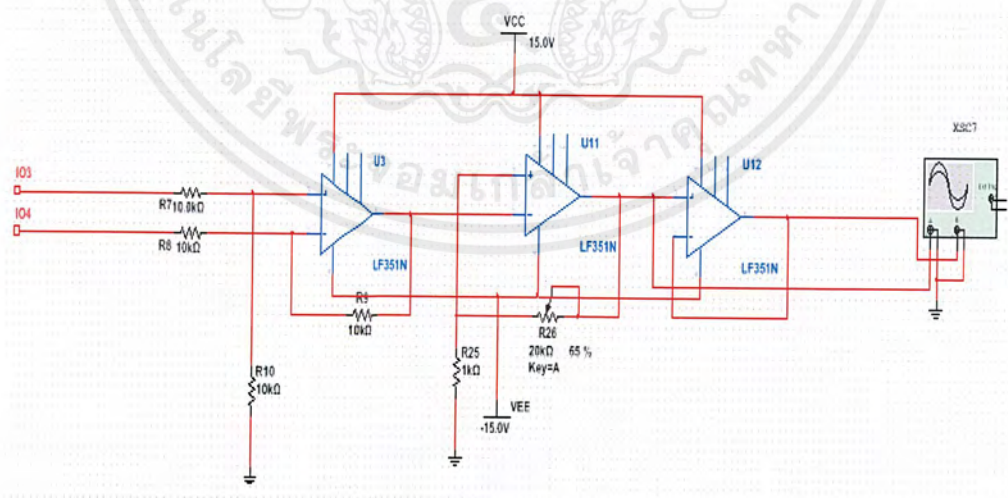 VCC
15.0V
XSC7
U3
U11
U12
IO3
R7 10.0kΩ
IO4
R8 10kΩ
LF351N
LF351N
LF351N
R9
10kΩ
R26
20kΩ 65 %
Key=A
R25
1kΩ
R10
10kΩ
VEE
-15.0V